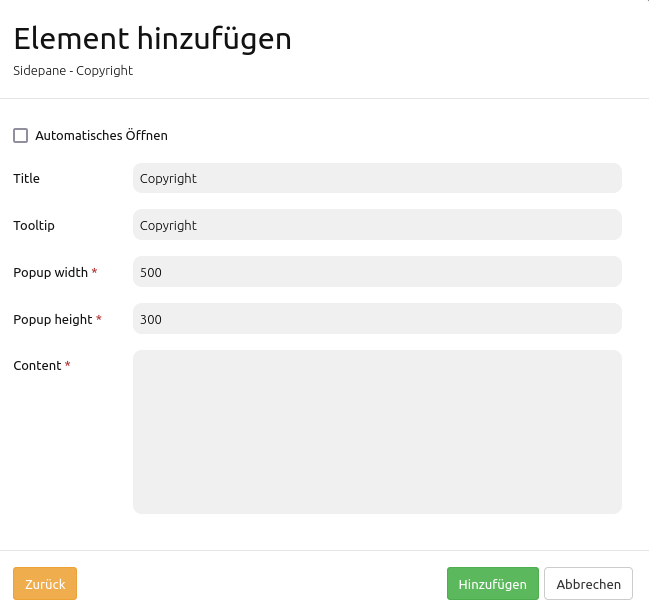 Element hinzufügen
Sidepane - Copyright
Automatisches Öffnen
Title Copyright
Tooltip Copyright
Popup width * 500
Popup height * 300
Content *
Zurück Hinzufügen Abbrechen